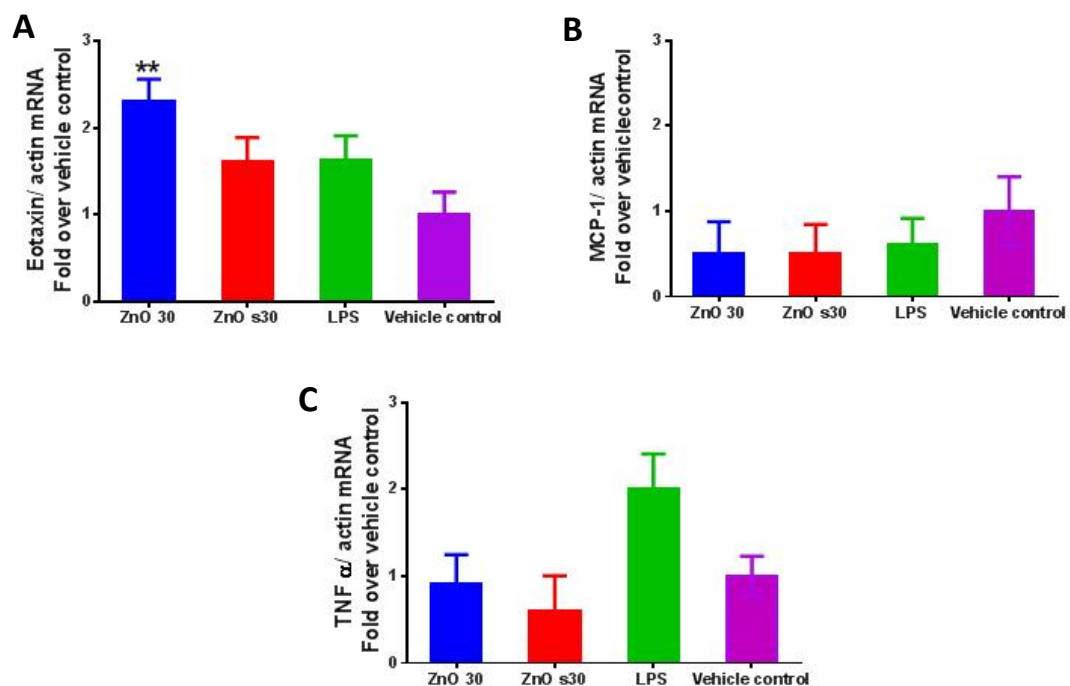 A
Eotaxin/ actin mRNA
Fold over vehicle control
3
2
1
0
**
ZnO 30 ZnO s30 LPS Vehicle control
B
MCP-1/ actin mRNA
Fold over vehiclecontrol
3
2
1
0
ZnO 30 ZnO s30 LPS Vehicle control
C
TNF α/ actin mRNA
Fold over vehicle control
3
2
1
0
ZnO 30 ZnO s30 LPS Vehicle control